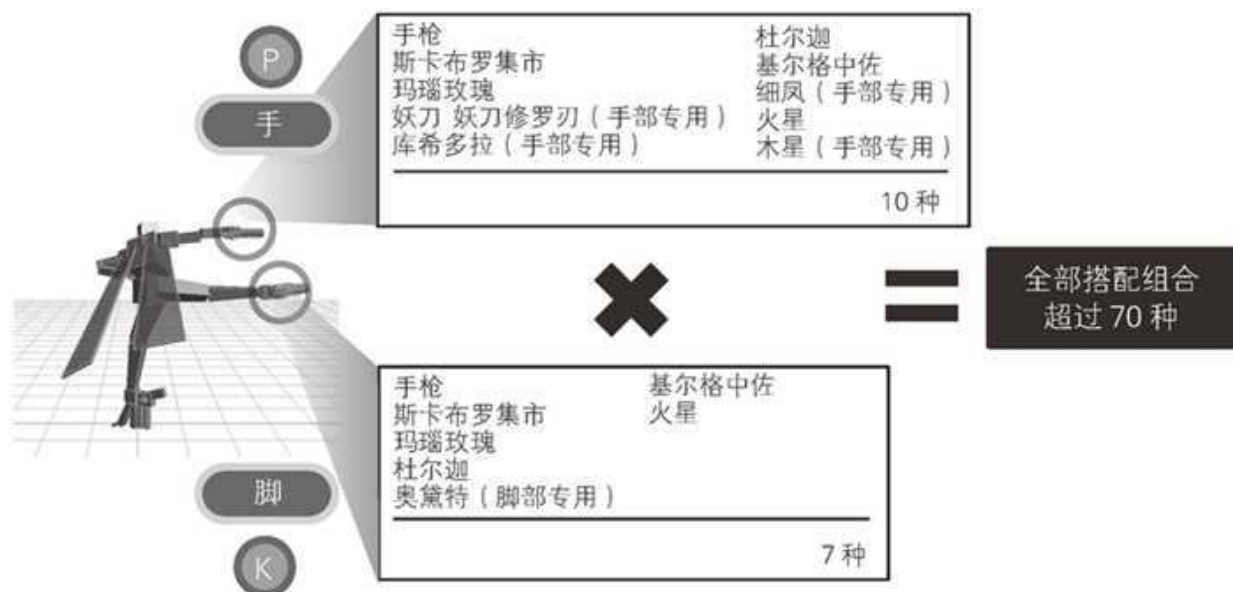 P
手
手枪
斯卡布罗集市
玛瑙玫瑰
妖刀 妖刀修罗刃（手部专用）
库希多拉（手部专用）
杜尔迦
基尔格中佐
细凤（手部专用）
火星
木星（手部专用）
10 种
全部搭配组合
超过 70 种
手枪
斯卡布罗集市
玛瑙玫瑰
杜尔迦
奥黛特（脚部专用）
基尔格中佐
火星
7 种
脚
K